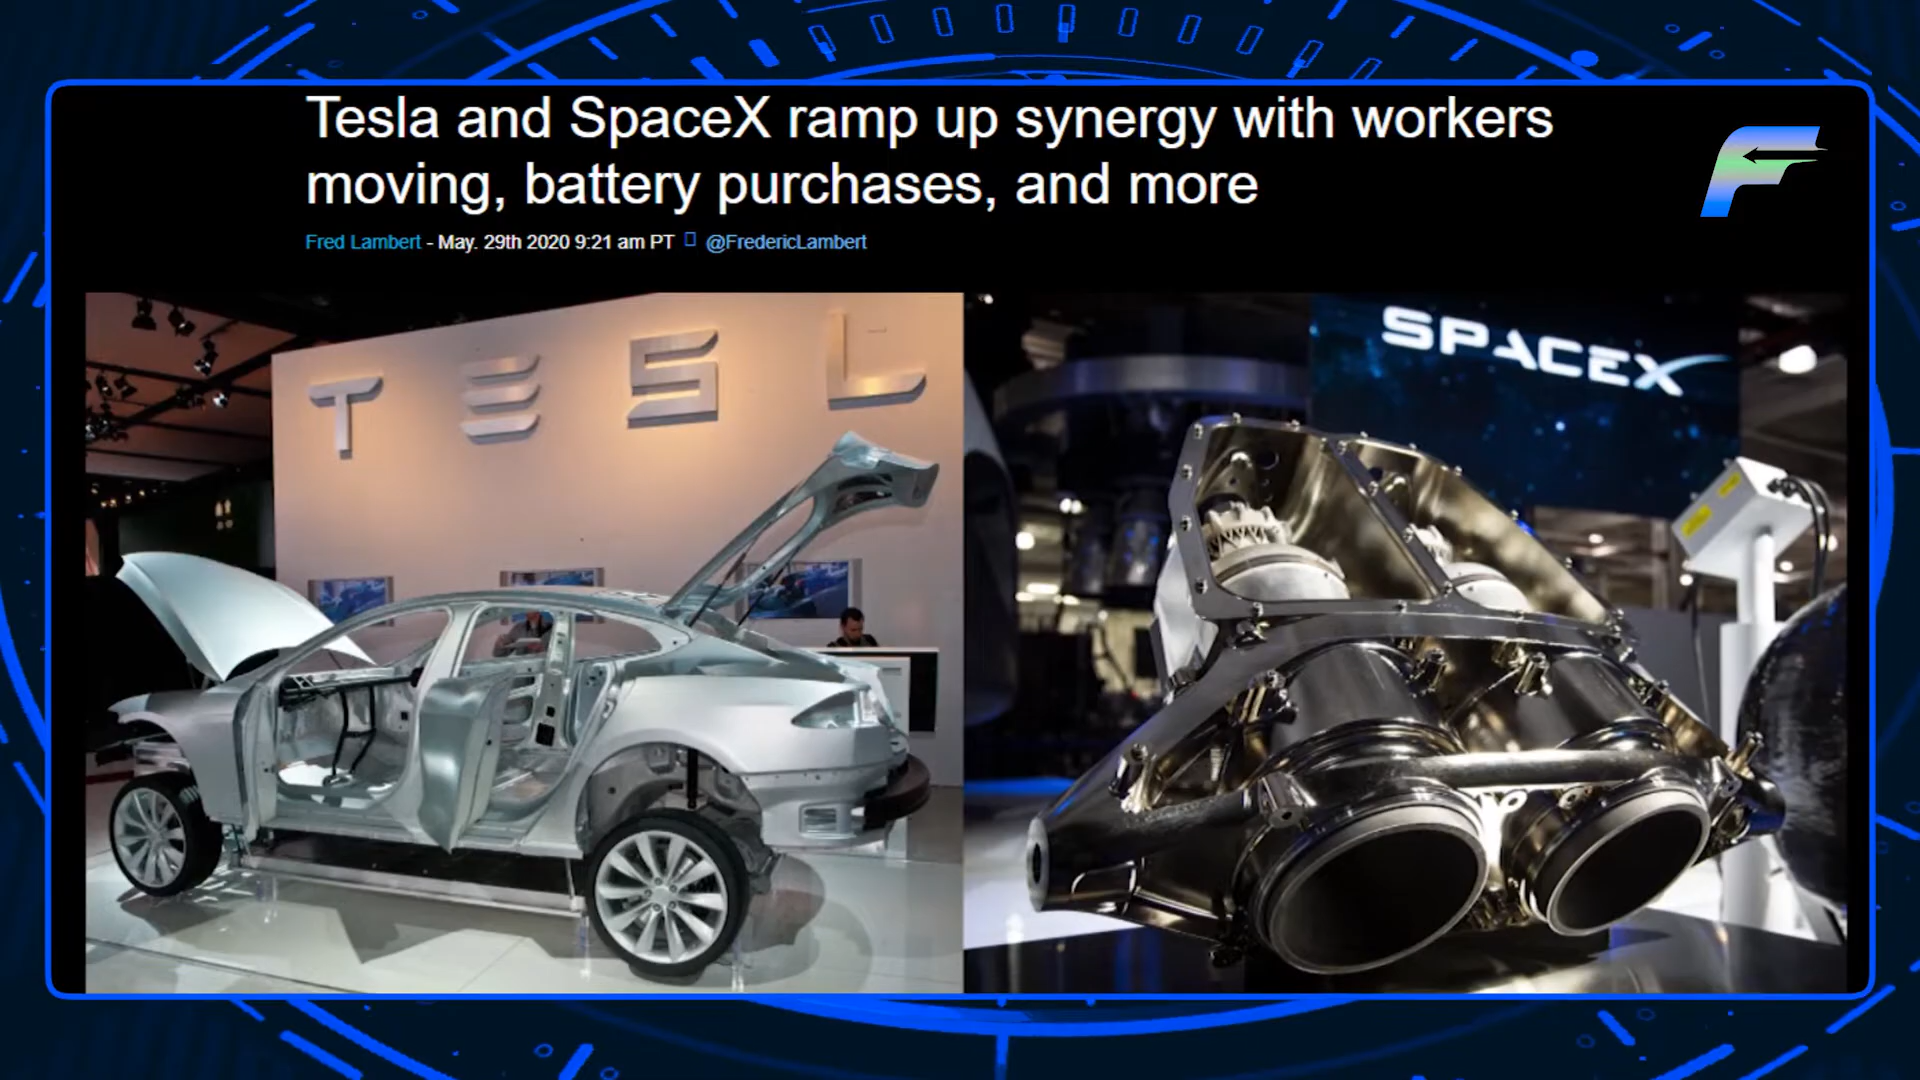 Tesla and SpaceX ramp up synergy with workers
moving, battery purchases, and more
Fred Lambert - May. 29th 2020 9:21 am PT @FredericLambert
TESL
SPACEX
F